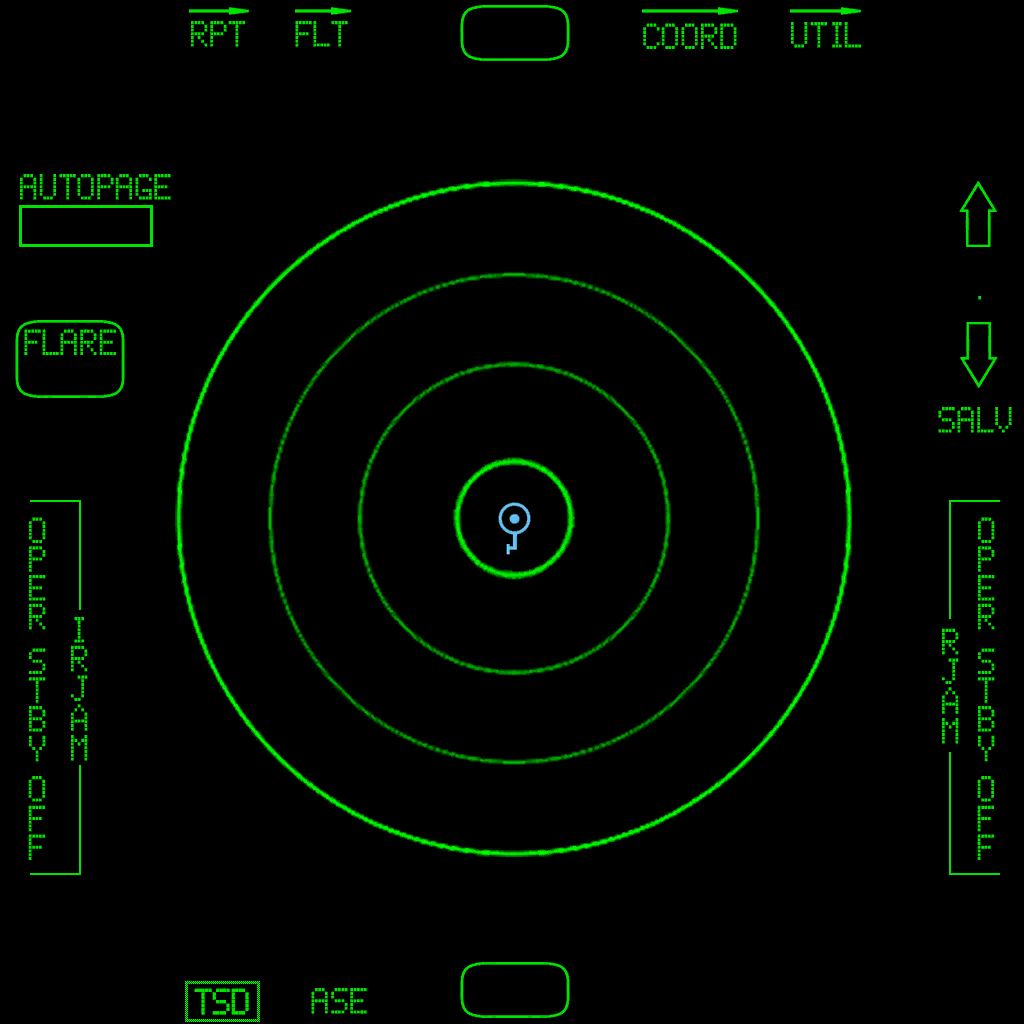 RPT FLT COORD UTIL
AUTOPAGE
FLARE
SALV
OPER STBY OFF
IRJAM
RJAM
OPER STBY OFF
TSD ASE